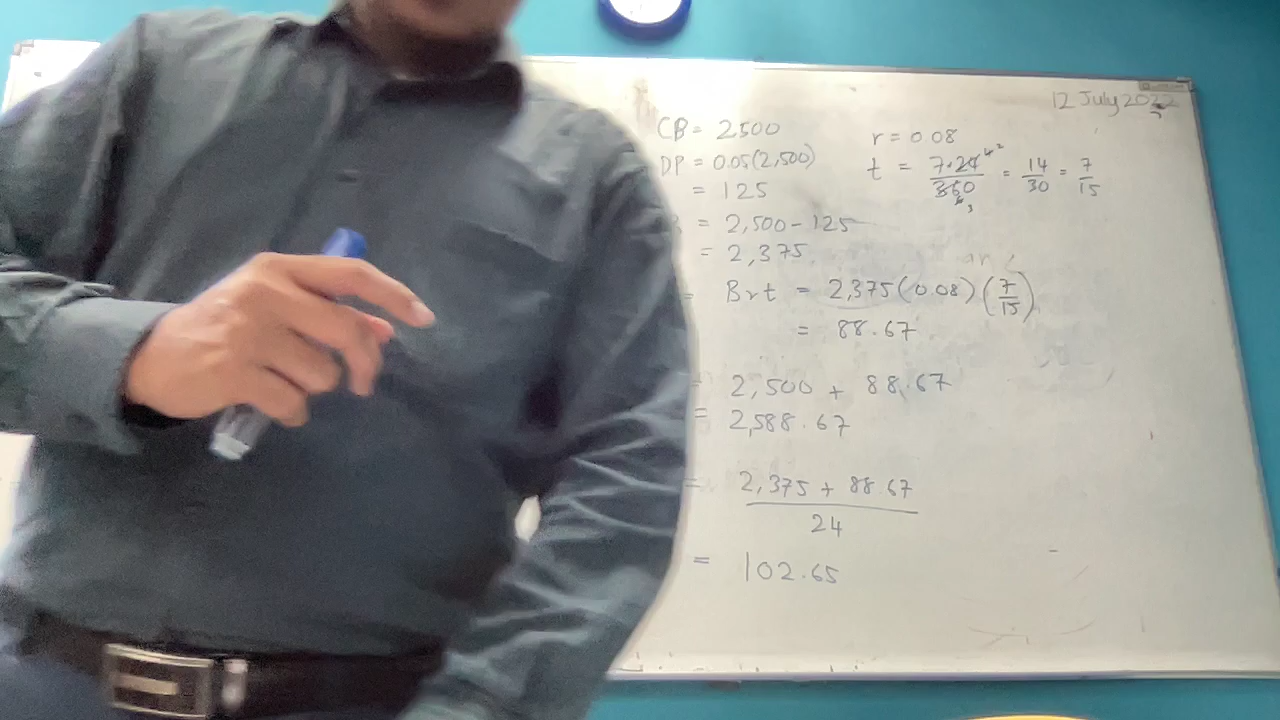 12 July 2022
CB = 2500
r = 0.08
DP = 0.05(2,500)
t = 7·24 / 360 = 14/30 = 7/15
= 125
= 2,500 - 125
= 2,375
= Brt = 2,375(0.08)(7/15)
= 88.67
= 2,500 + 88.67
= 2,588.67
= 2,375 + 88.67
24
= 102.65